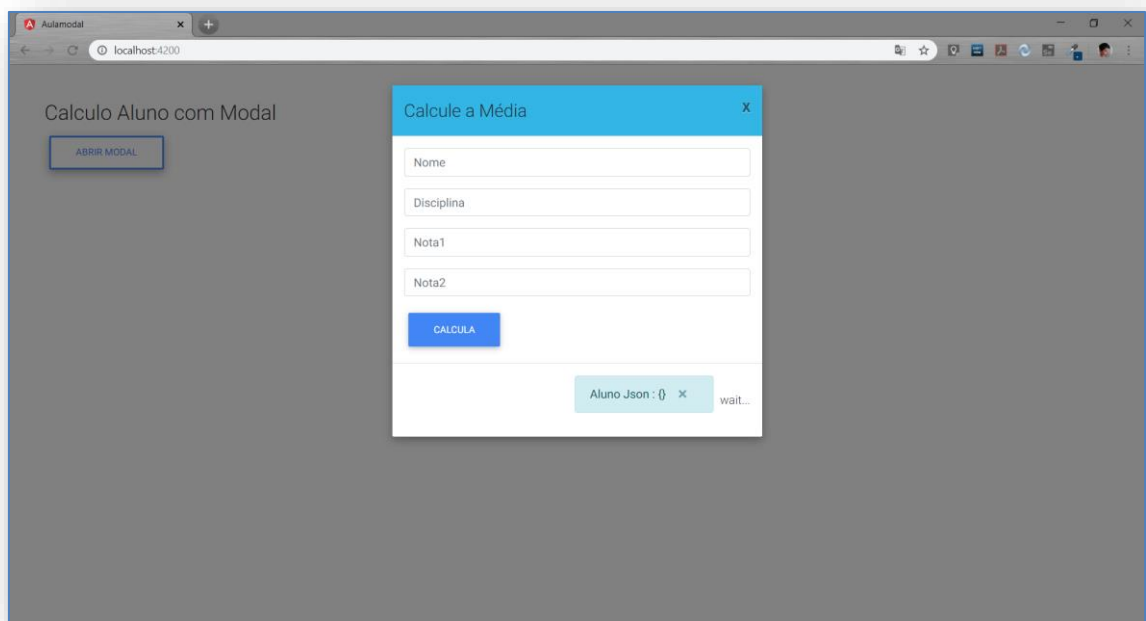 Aulamodal
localhost:4200
Calculo Aluno com Modal
ABRIR MODAL
Calcule a Média
X
Nome
Disciplina
Nota1
Nota2
CALCULA
Aluno Json : {} ×
wait...